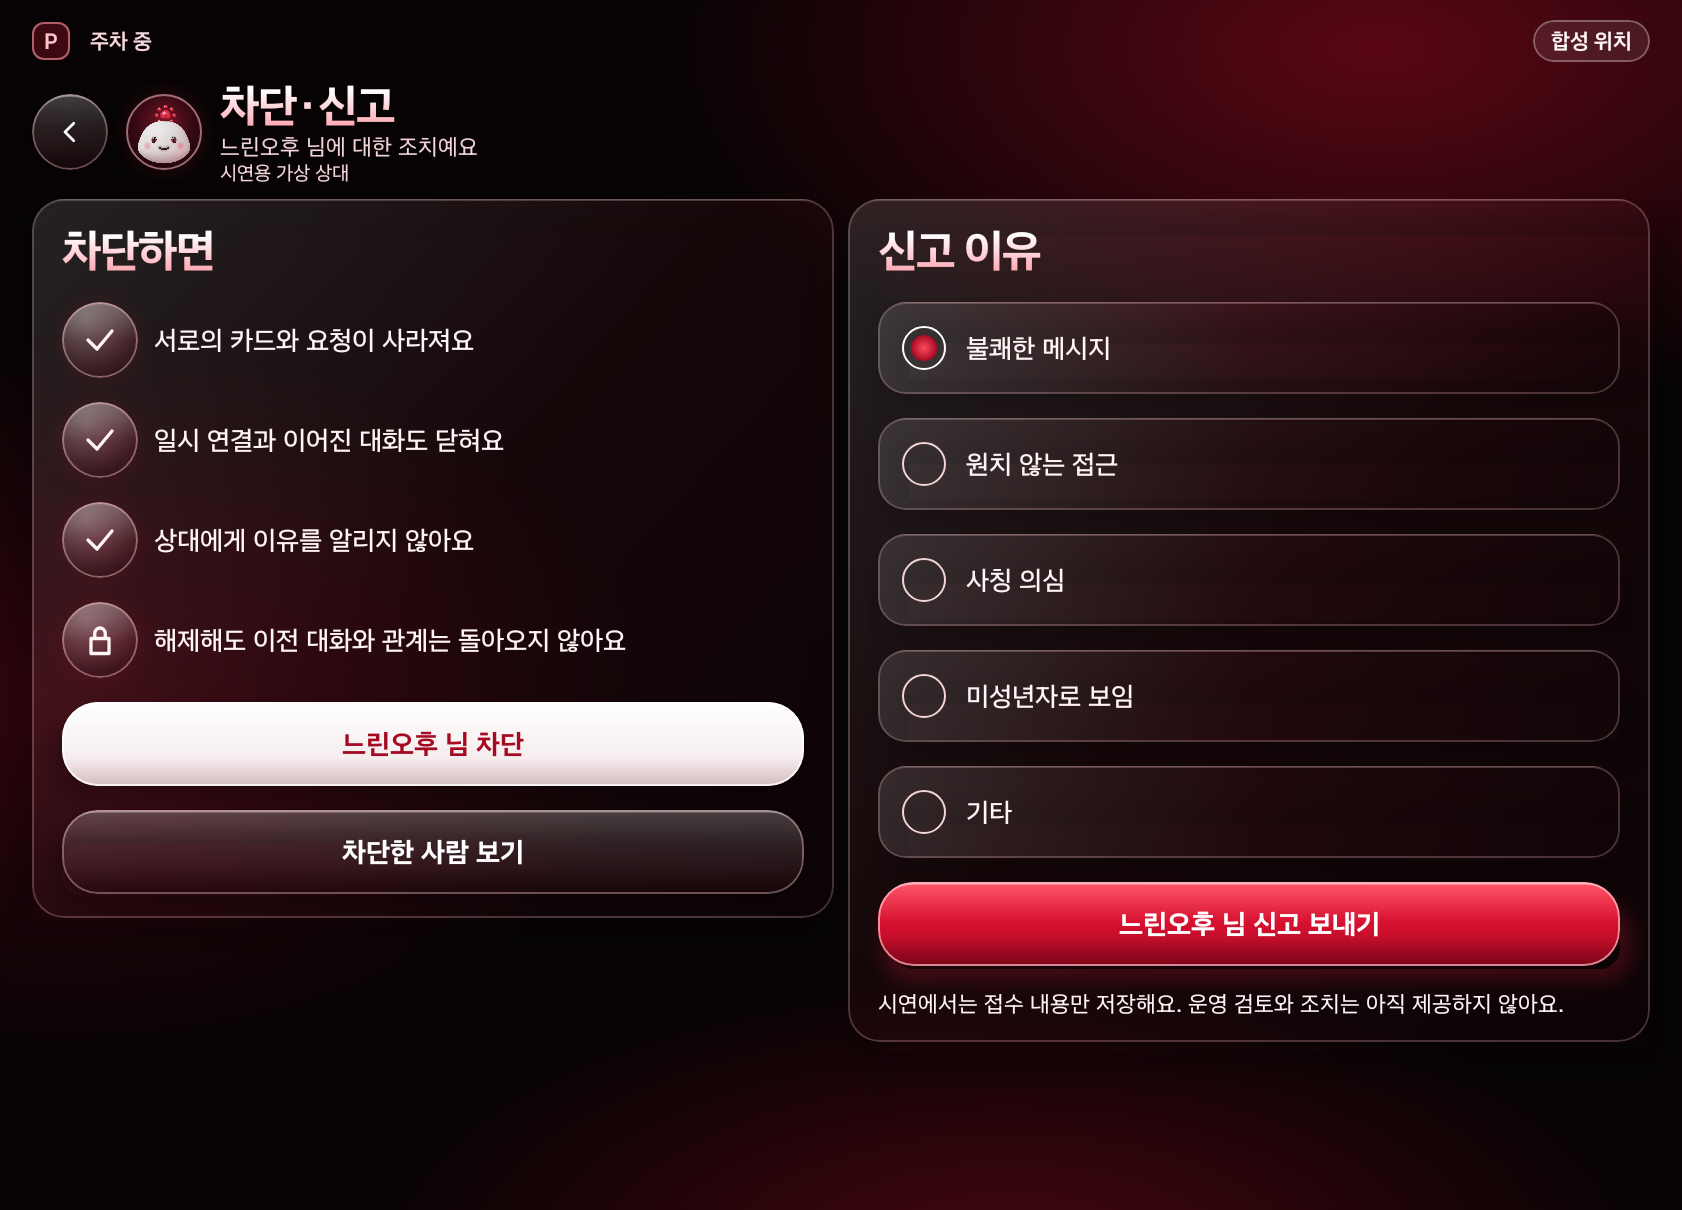 P 주차 중
합성 위치
차단·신고
느린오후 님에 대한 조치예요
시연용 가상 상대
차단하면
서로의 카드와 요청이 사라져요
일시 연결과 이어진 대화도 닫혀요
상대에게 이유를 알리지 않아요
해제해도 이전 대화와 관계는 돌아오지 않아요
느린오후 님 차단
차단한 사람 보기
신고 이유
불쾌한 메시지
원치 않는 접근
사칭 의심
미성년자로 보임
기타
느린오후 님 신고 보내기
시연에서는 접수 내용만 저장해요. 운영 검토와 조치는 아직 제공하지 않아요.